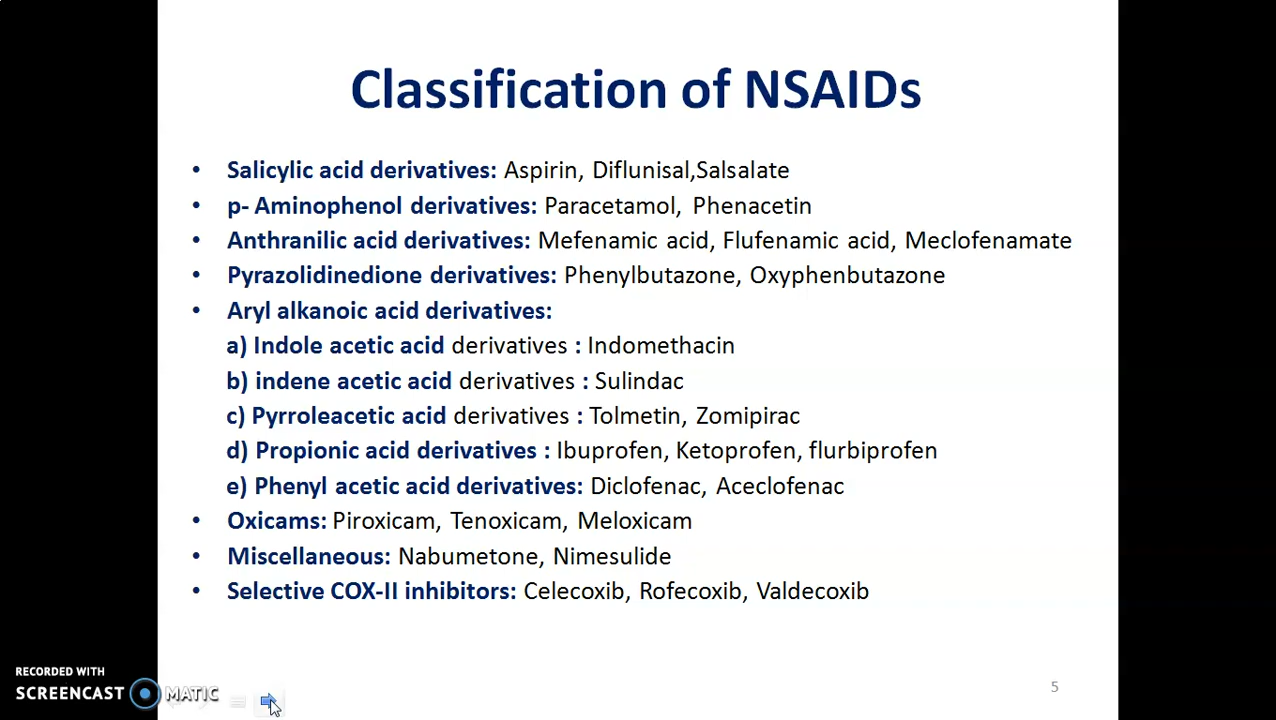 Classification of NSAIDs
• Salicylic acid derivatives: Aspirin, Diflunisal,Salsalate
• p- Aminophenol derivatives: Paracetamol, Phenacetin
• Anthranilic acid derivatives: Mefenamic acid, Flufenamic acid, Meclofenamate
• Pyrazolidinedione derivatives: Phenylbutazone, Oxyphenbutazone
• Aryl alkanoic acid derivatives:
a) Indole acetic acid derivatives : Indomethacin
b) indene acetic acid derivatives : Sulindac
c) Pyrroleacetic acid derivatives : Tolmetin, Zomipirac
d) Propionic acid derivatives : Ibuprofen, Ketoprofen, flurbiprofen
e) Phenyl acetic acid derivatives: Diclofenac, Aceclofenac
• Oxicams: Piroxicam, Tenoxicam, Meloxicam
• Miscellaneous: Nabumetone, Nimesulide
• Selective COX-II inhibitors: Celecoxib, Rofecoxib, Valdecoxib
RECORDED WITH
SCREENCAST MATIC
5